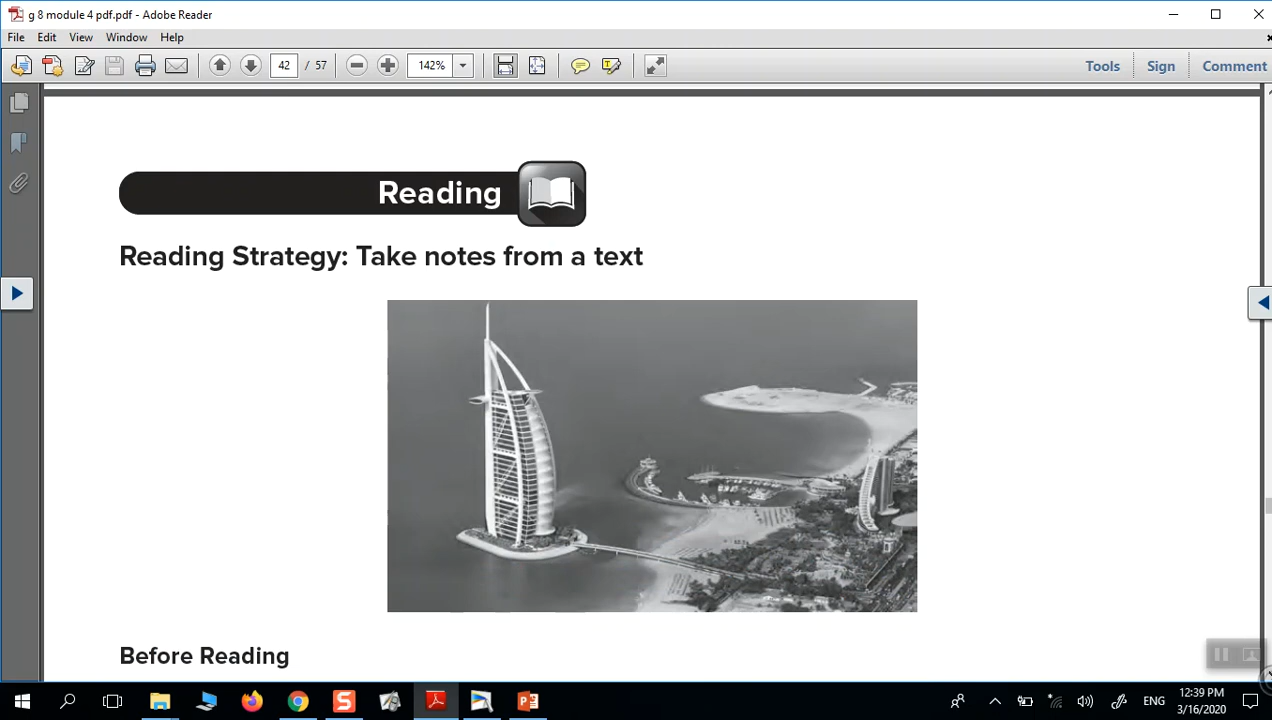 g 8 module 4 pdf.pdf - Adobe Reader
File Edit View Window Help
42 / 57 142% Tools Sign Comment
Reading
Reading Strategy: Take notes from a text
Before Reading
S P
ENG 12:39 PM
3/16/2020